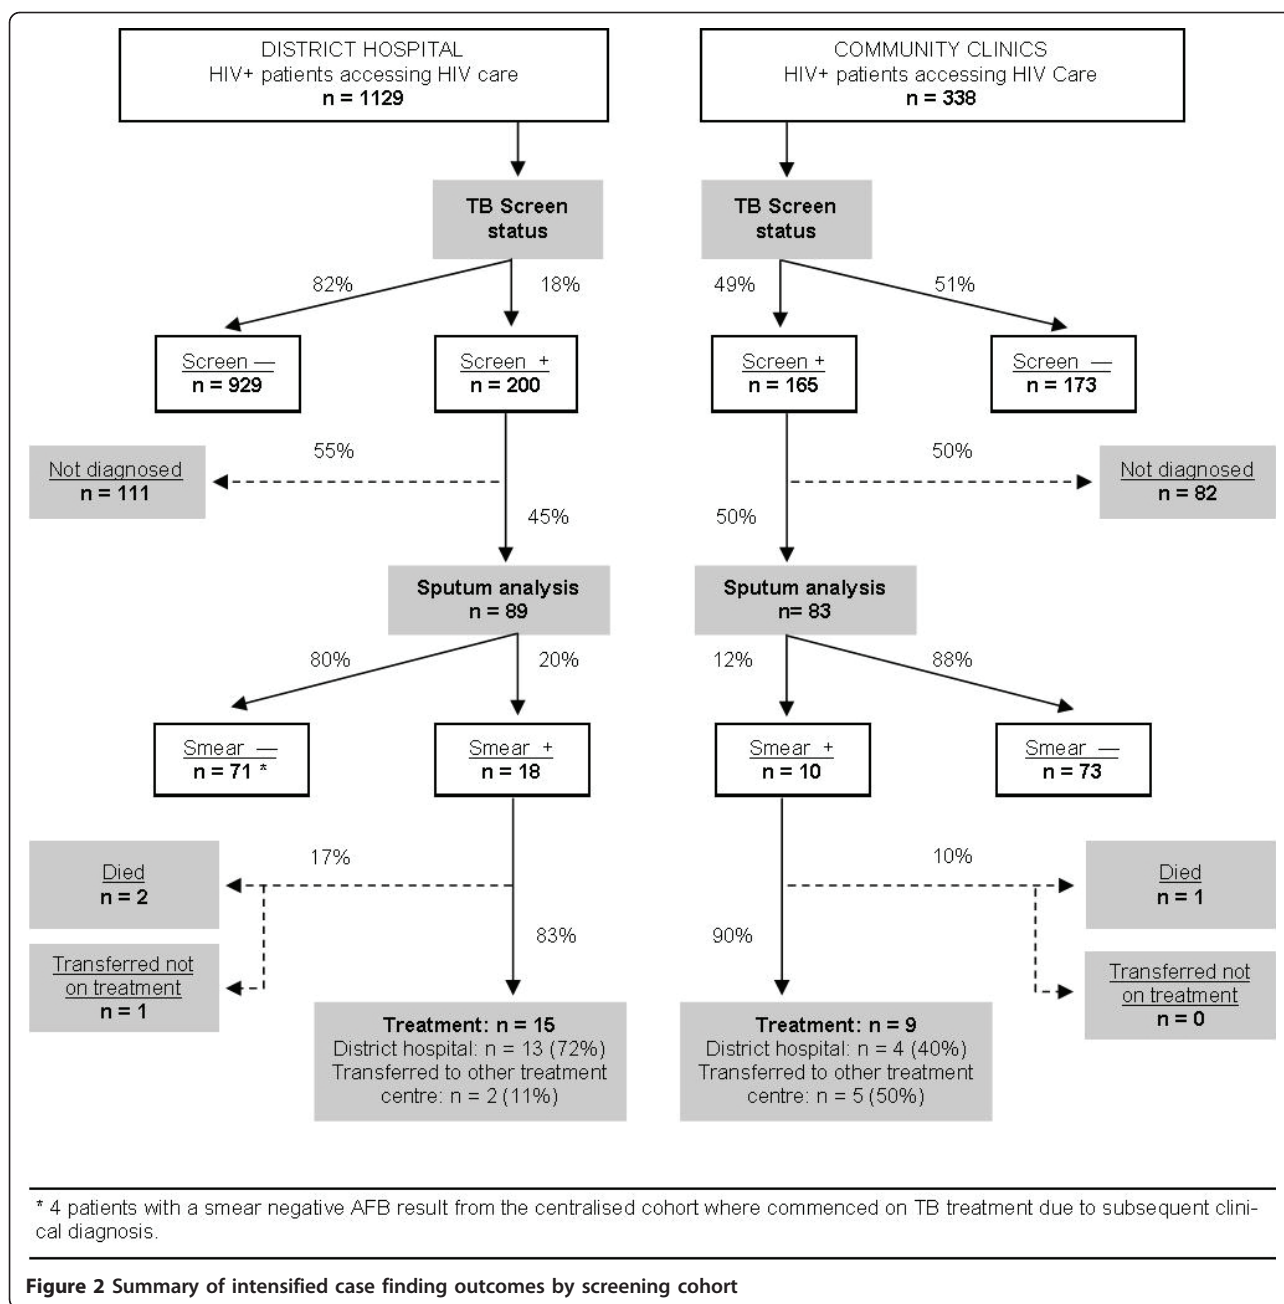 DISTRICT HOSPITAL
HIV+ patients accessing HIV care
n = 1129
COMMUNITY CLINICS
HIV+ patients accessing HIV Care
n = 338
TB Screen
status
TB Screen
status
82%
18%
49%
51%
Screen —
n = 929
Screen +
n = 200
Screen +
n = 165
Screen —
n = 173
55%
50%
Not diagnosed
n = 111
Not diagnosed
n = 82
45%
50%
Sputum analysis
n = 89
Sputum analysis
n= 83
80%
20%
12%
88%
Smear —
n = 71 *
Smear +
n = 18
Smear +
n = 10
Smear —
n = 73
17%
10%
Died
n = 2
Died
n = 1
83%
90%
Transferred not
on treatment
n = 1
Transferred not
on treatment
n = 0
Treatment: n = 15
District hospital: n = 13 (72%)
Transferred to other treatment
centre: n = 2 (11%)
Treatment: n = 9
District hospital: n = 4 (40%)
Transferred to other treatment
centre: n = 5 (50%)
* 4 patients with a smear negative AFB result from the centralised cohort where commenced on TB treatment due to subsequent clini-
cal diagnosis.
Figure 2 Summary of intensified case finding outcomes by screening cohort